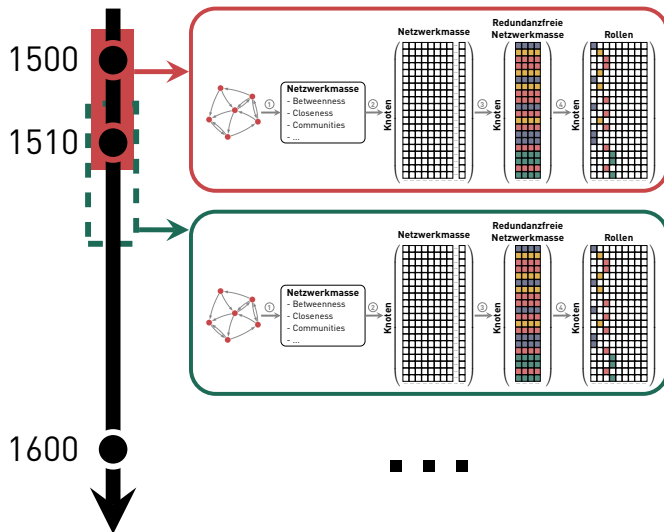 1500
1510
1600
Netzwerkmasse
- Betweenness
- Closeness
- Communities
- ...
① ② ③ ④
Netzwerkmasse
Knoten
Redundanzfreie
Netzwerkmasse
Knoten
Rollen
Knoten
Netzwerkmasse
- Betweenness
- Closeness
- Communities
- ...
① ② ③ ④
Netzwerkmasse
Knoten
Redundanzfreie
Netzwerkmasse
Knoten
Rollen
Knoten